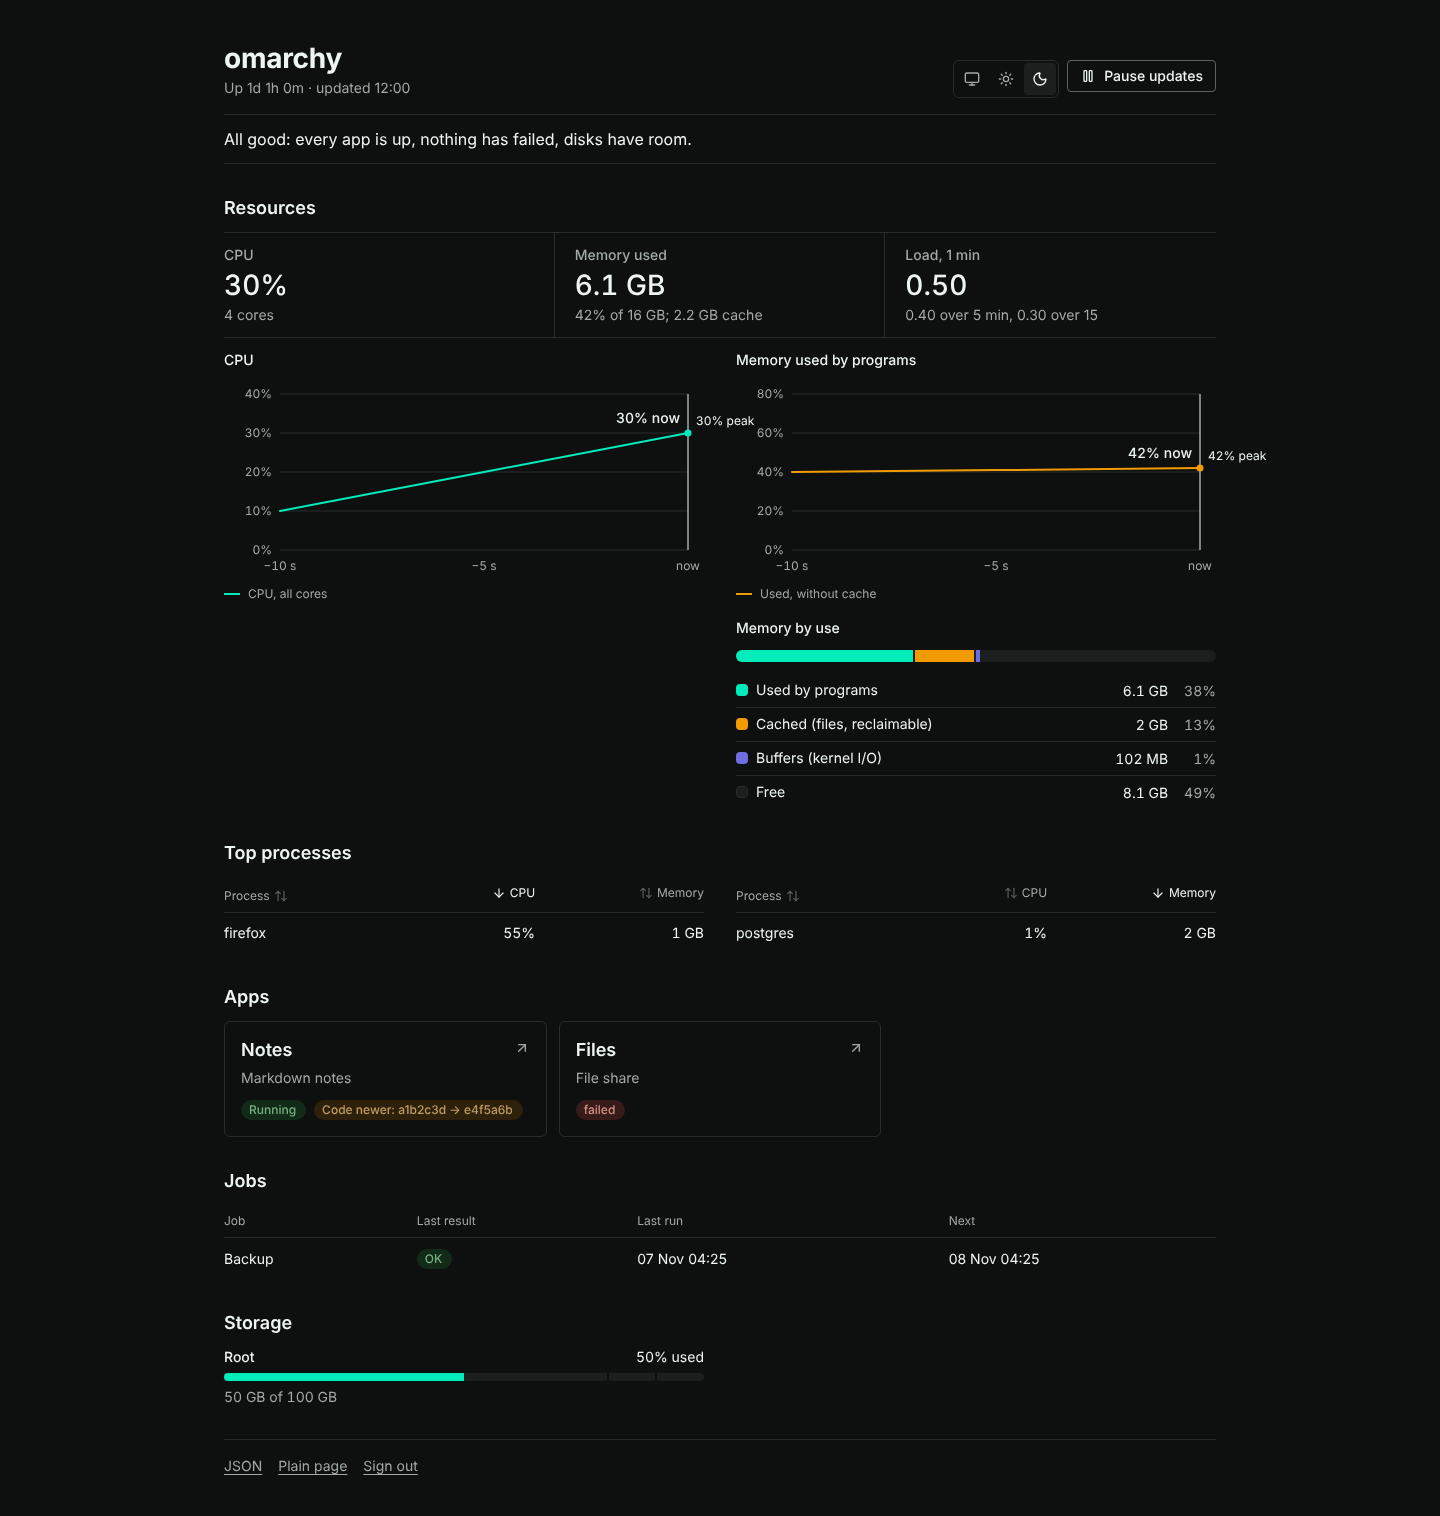 omarchy
Up 1d 1h 0m · updated 12:00
Pause updates
All good: every app is up, nothing has failed, disks have room.
Resources
CPU
30%
4 cores
Memory used
6.1 GB
42% of 16 GB; 2.2 GB cache
Load, 1 min
0.50
0.40 over 5 min, 0.30 over 15
CPU
40%
30%
20%
10%
0%
30% now
30% peak
−10 s
−5 s
now
CPU, all cores
Memory used by programs
80%
60%
40%
20%
0%
42% now
42% peak
−10 s
−5 s
now
Used, without cache
Memory by use
Used by programs 6.1 GB 38%
Cached (files, reclaimable) 2 GB 13%
Buffers (kernel I/O) 102 MB 1%
Free 8.1 GB 49%
Top processes
Process ↓ CPU Memory
firefox 55% 1 GB
Process CPU ↓ Memory
postgres 1% 2 GB
Apps
Notes
Markdown notes
Running
Code newer: a1b2c3d → e4f5a6b
Files
File share
failed
Jobs
Job Last result Last run Next
Backup OK 07 Nov 04:25 08 Nov 04:25
Storage
Root 50% used
50 GB of 100 GB
JSON Plain page Sign out